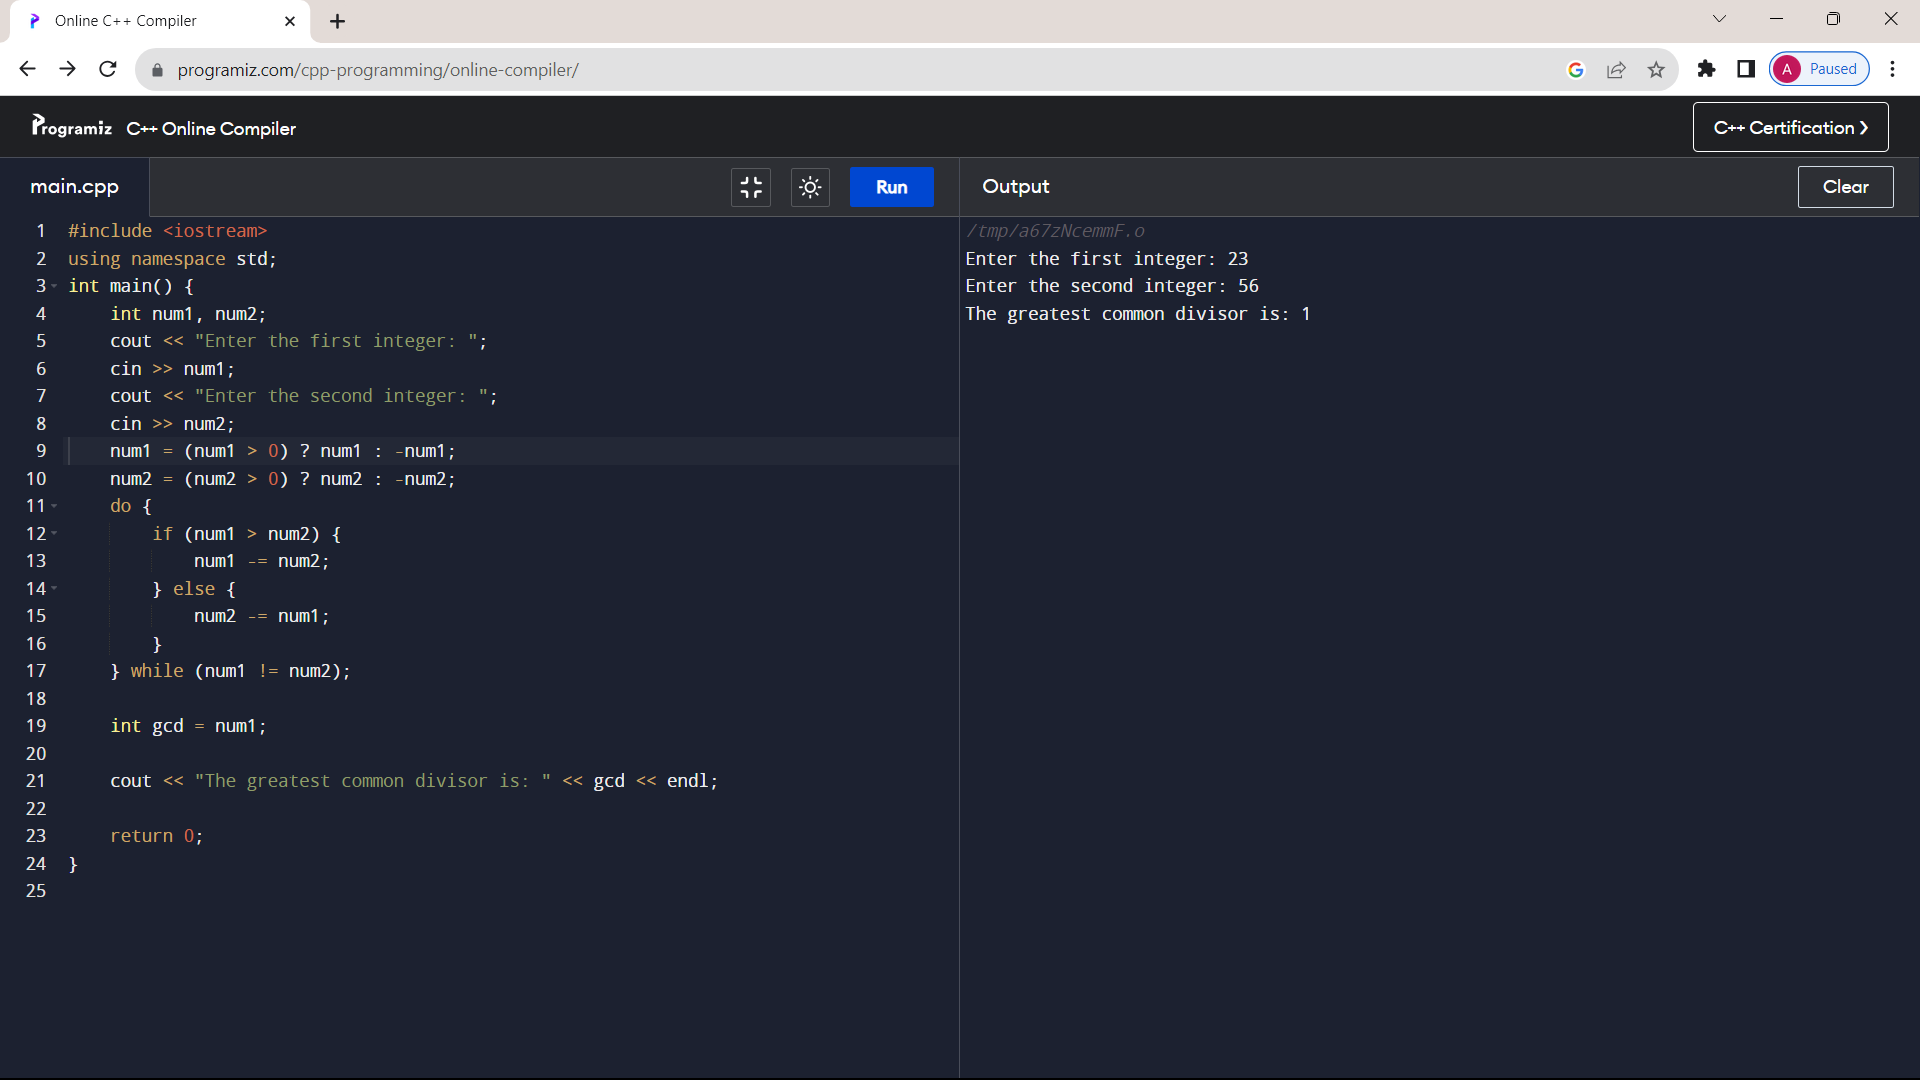 Online C++ Compiler
programiz.com/cpp-programming/online-compiler/
A Paused
Programiz C++ Online Compiler
C++ Certification ❯
main.cpp
Run
Output
Clear
1 #include <iostream>
2 using namespace std;
3 int main() {
4     int num1, num2;
5     cout << "Enter the first integer: ";
6     cin >> num1;
7     cout << "Enter the second integer: ";
8     cin >> num2;
9     num1 = (num1 > 0) ? num1 : -num1;
10     num2 = (num2 > 0) ? num2 : -num2;
11     do {
12         if (num1 > num2) {
13             num1 -= num2;
14         } else {
15             num2 -= num1;
16         }
17     } while (num1 != num2);
18
19     int gcd = num1;
20
21     cout << "The greatest common divisor is: " << gcd << endl;
22
23     return 0;
24 }
25
/tmp/a67zNcemmF.o
Enter the first integer: 23
Enter the second integer: 56
The greatest common divisor is: 1